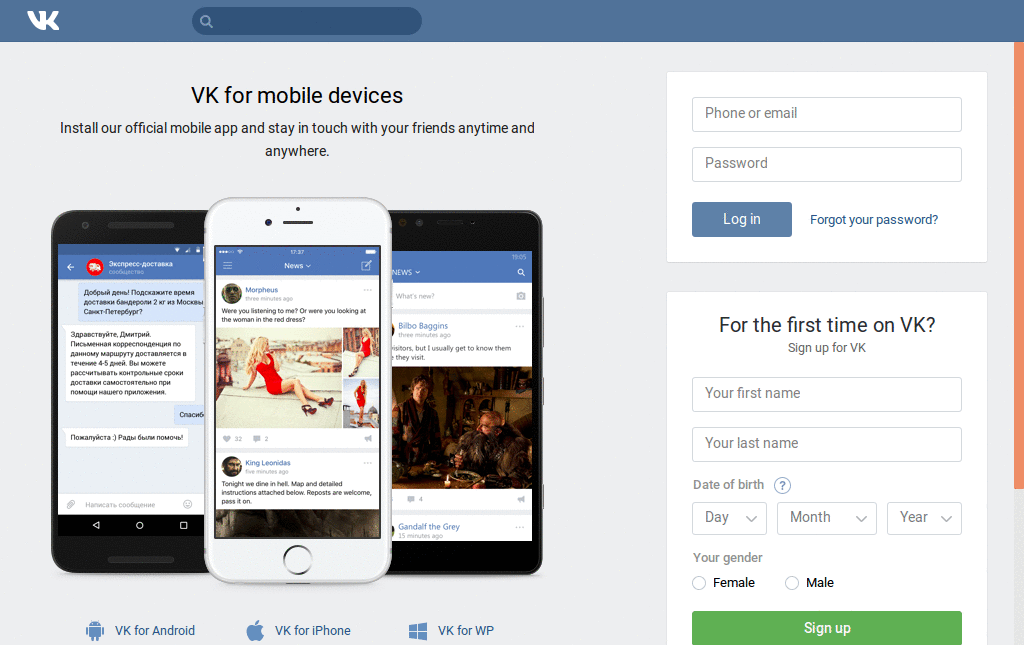 VK
VK for mobile devices
Install our official mobile app and stay in touch with your friends anytime and
anywhere.
Экспресс-доставка
сообщество
Добрый день! Подскажите время
доставки бандероли 2 кг из Москвы
Санкт-Петербург?
Здравствуйте, Дмитрий.
Письменная корреспонденция по
данному маршруту доставляется в
течение 4-5 дней. Вы можете
рассчитывать контрольные сроки
доставки самостоятельно при
помощи нашего приложения.
Спасибо
Пожалуйста :) Рады были помочь!
Написать сообщение
17:37
News
Morpheus
three minutes ago
Were you listening to me? Or were you looking at
the woman in the red dress?
32
2
King Leonidas
five minutes ago
Tonight we dine in hell. Map and detailed
instructions attached below. Reposts are welcome,
pass it on.
18:05
NEWS
What's new?
Bilbo Baggins
three minutes ago
visitors, but I usually get to know them
they visit.
4
Gandalf the Grey
15 minutes ago
VK for Android
VK for iPhone
VK for WP
Phone or email
Password
Log in
Forgot your password?
For the first time on VK?
Sign up for VK
Your first name
Your last name
Date of birth ?
Day
Month
Year
Your gender
Female
Male
Sign up